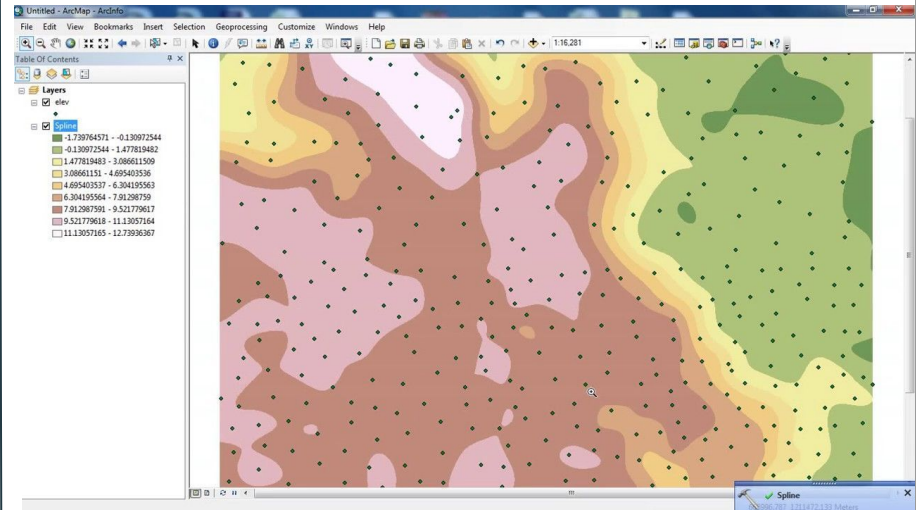 Untitled - ArcMap - ArcInfo
File Edit View Bookmarks Insert Selection Geoprocessing Customize Windows Help
1:16,281
Table Of Contents
Layers
elev
Spline
-1.739764571 - -0.130972544
-0.130972544 - 1.477819482
1.477819483 - 3.086611509
3.08661151 - 4.695403536
4.695403537 - 6.304195563
6.304195564 - 7.91298759
7.912987591 - 9.521779617
9.521779618 - 11.13057164
11.13057165 - 12.73936367
Spline